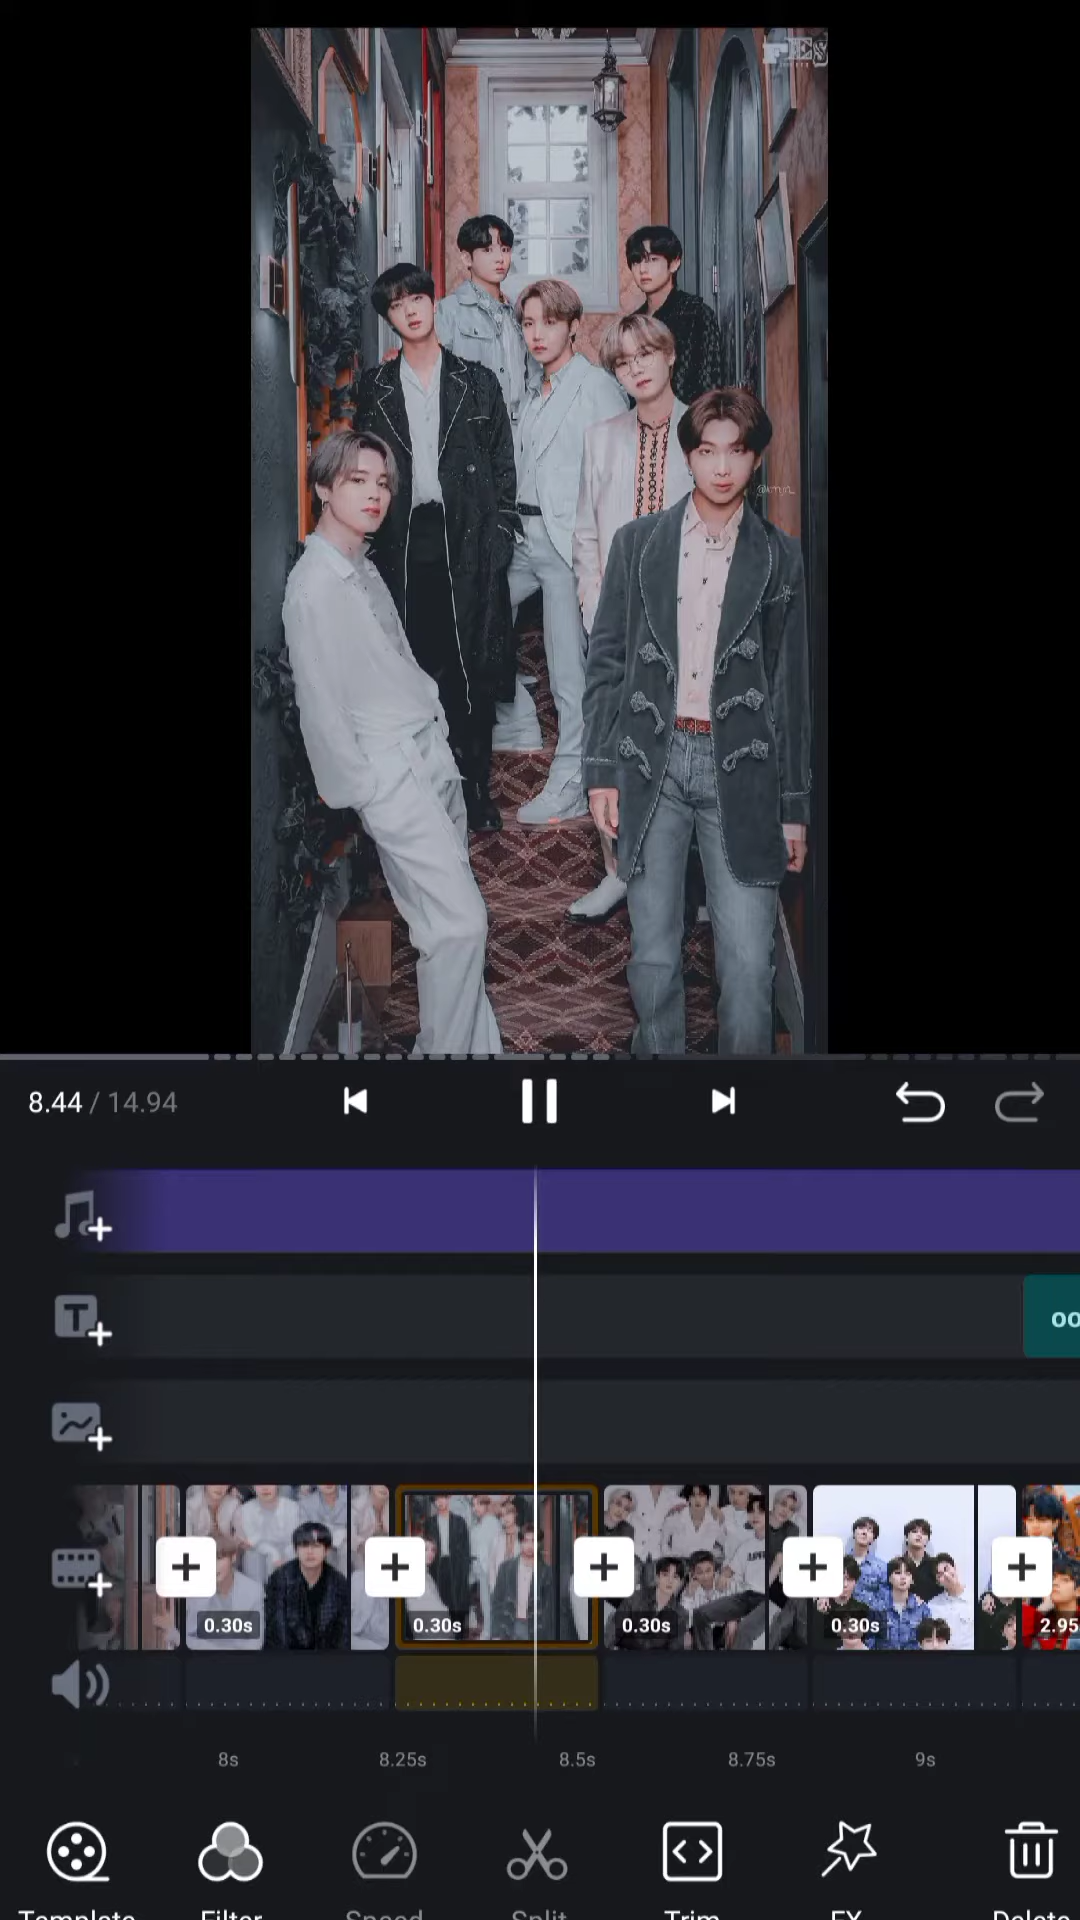 FES
8.44 / 14.94
T
0.30s
0.30s
0.30s
0.30s
2.95
8s
8.25s
8.5s
8.75s
9s
Template
Filter
Speed
Split
Trim
FX
Delete